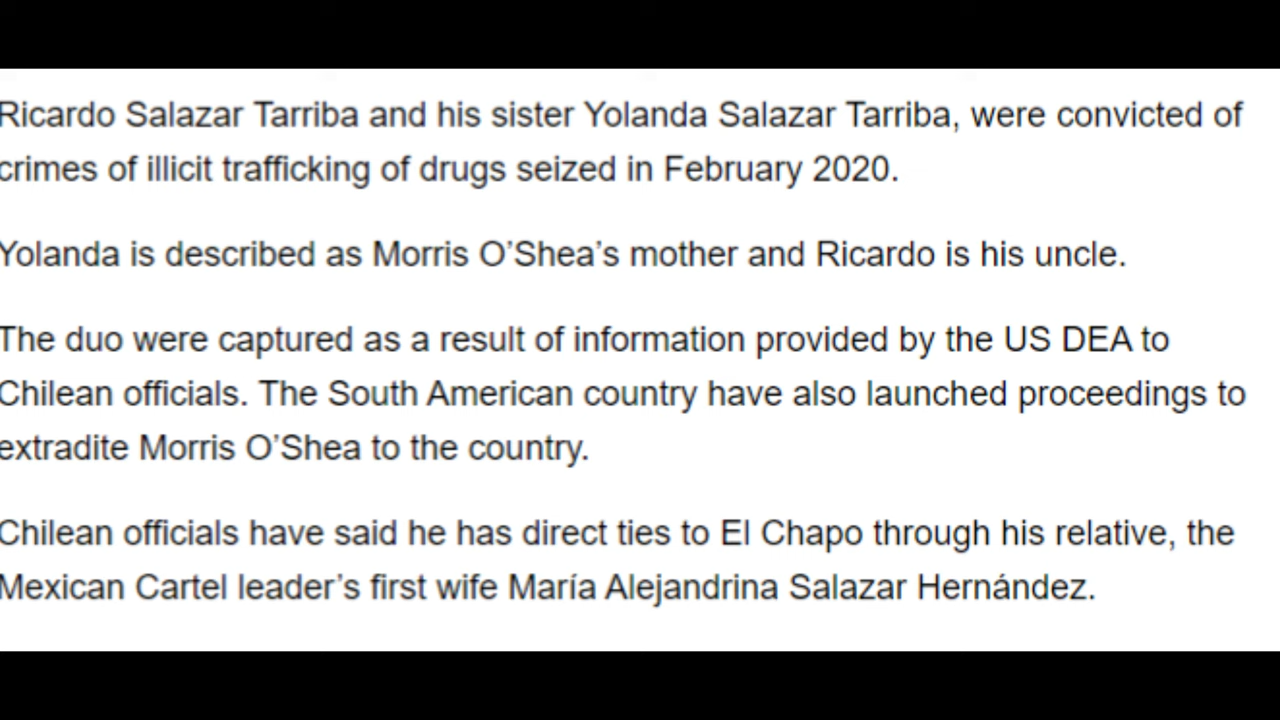 Ricardo Salazar Tarriba and his sister Yolanda Salazar Tarriba, were convicted of
crimes of illicit trafficking of drugs seized in February 2020.
Yolanda is described as Morris O’Shea’s mother and Ricardo is his uncle.
The duo were captured as a result of information provided by the US DEA to
Chilean officials. The South American country have also launched proceedings to
extradite Morris O’Shea to the country.
Chilean officials have said he has direct ties to El Chapo through his relative, the
Mexican Cartel leader’s first wife María Alejandrina Salazar Hernández.